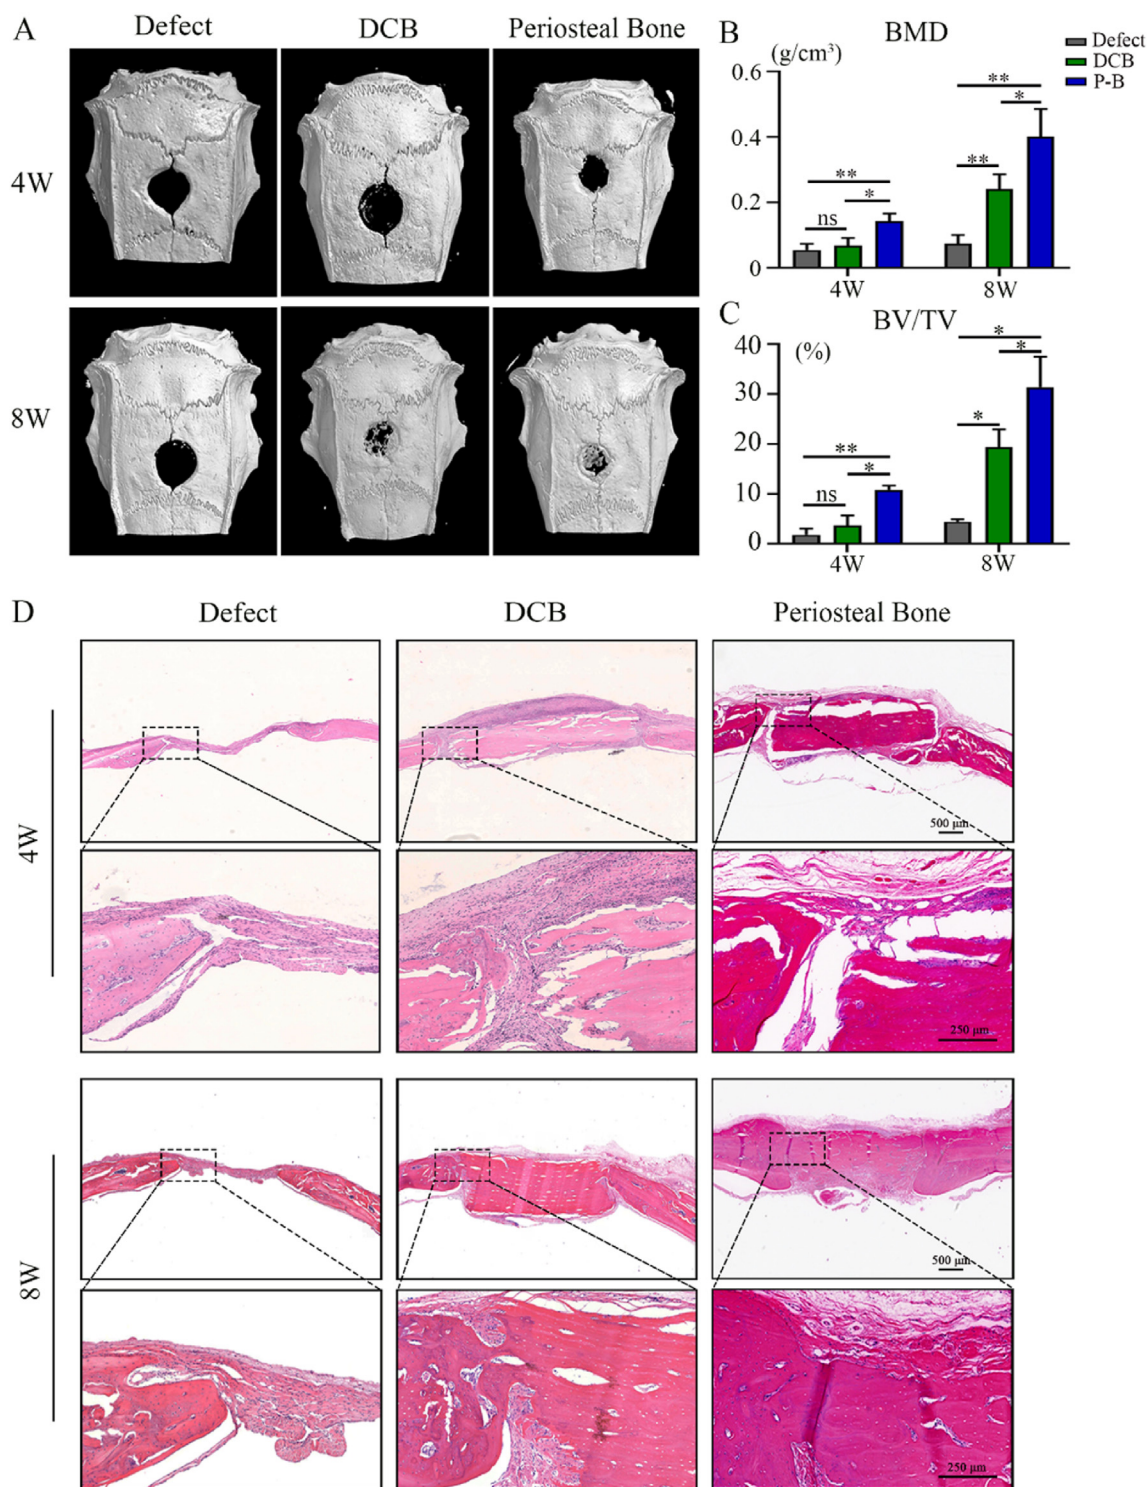 A
Defect
DCB
Periosteal Bone
4W
8W
B
BMD
(g/cm³)
Defect
DCB
P-B
0.6
0.4
0.2
0
ns
*
**
**
*
**
4W
8W
C
BV/TV
(%)
40
30
20
10
0
ns
*
**
*
*
*
4W
8W
D
Defect
DCB
Periosteal Bone
4W
500 μm
250 μm
8W
500 μm
250 μm